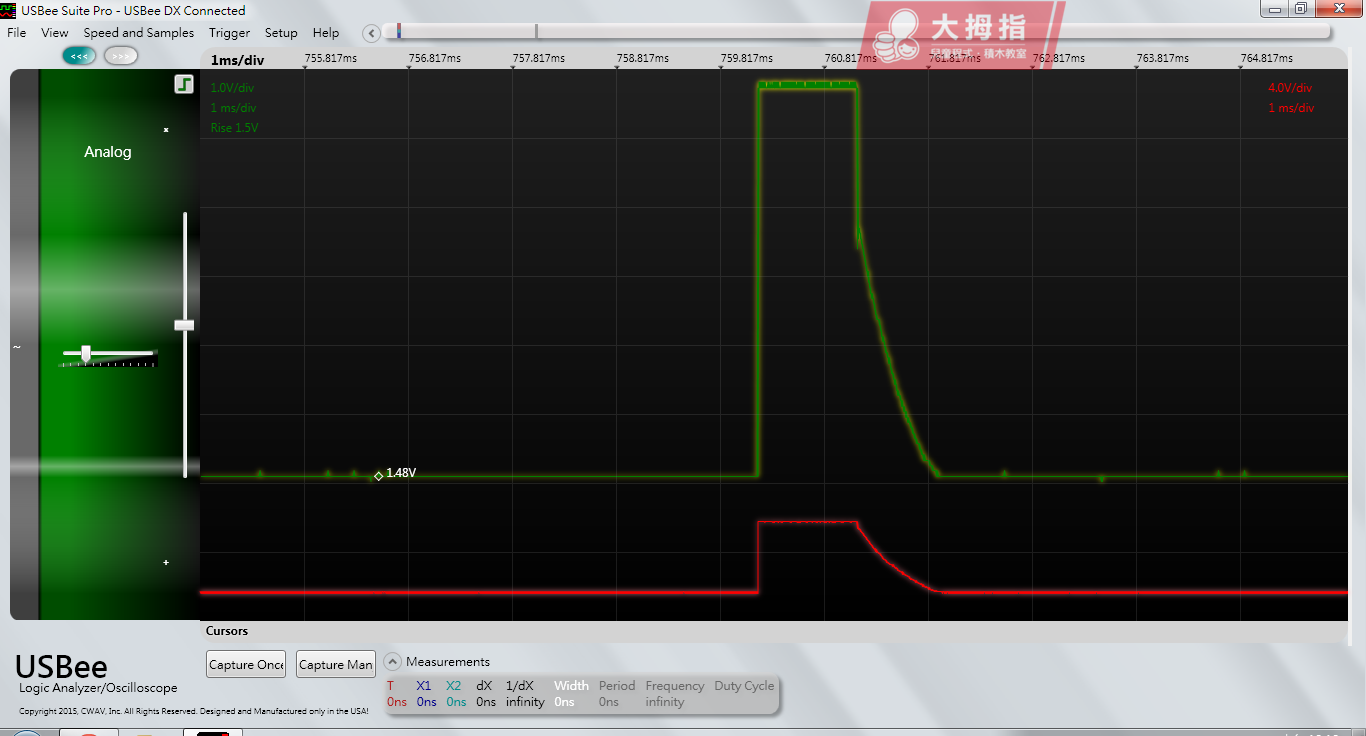 USBee Suite Pro - USBee DX Connected
File View Speed and Samples Trigger Setup Help
大拇指
兒童程式・積木教室
<<< >>>
1ms/div 755.817ms 756.817ms 757.817ms 758.817ms 759.817ms 760.817ms 761.817ms 762.817ms 763.817ms 764.817ms
1.0V/div 4.0V/div
1 ms/div 1 ms/div
Rise 1.5V
Analog
1.48V
Cursors
Capture Once Capture Man
Measurements
T X1 X2 dX 1/dX Width Period Frequency Duty Cycle
0ns 0ns 0ns 0ns infinity 0ns 0ns infinity
USBee
Logic Analyzer/Oscilloscope
Copyright 2015, CWAV, Inc. All Rights Reserved. Designed and Manufactured only in the USA!